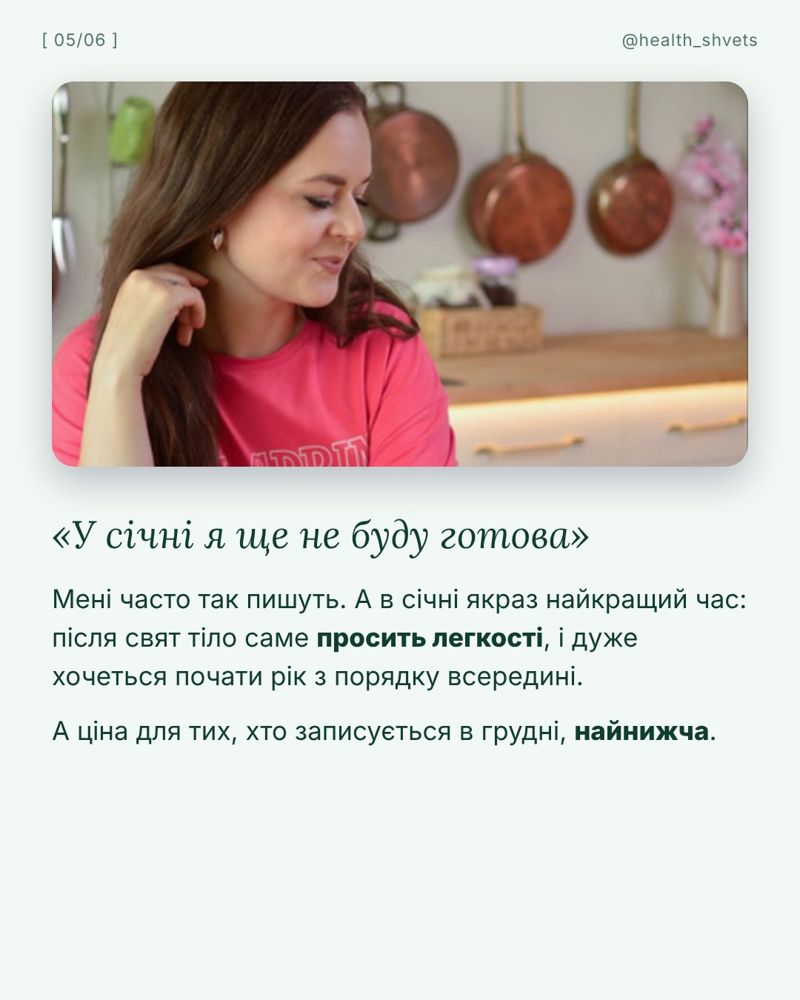 [ 05/06 ]
@health_shvets
«У січні я ще не буду готова»
Мені часто так пишуть. А в січні якраз найкращий час:
після свят тіло саме просить легкості, і дуже
хочеться почати рік з порядку всередині.
А ціна для тих, хто записується в грудні, найнижча.